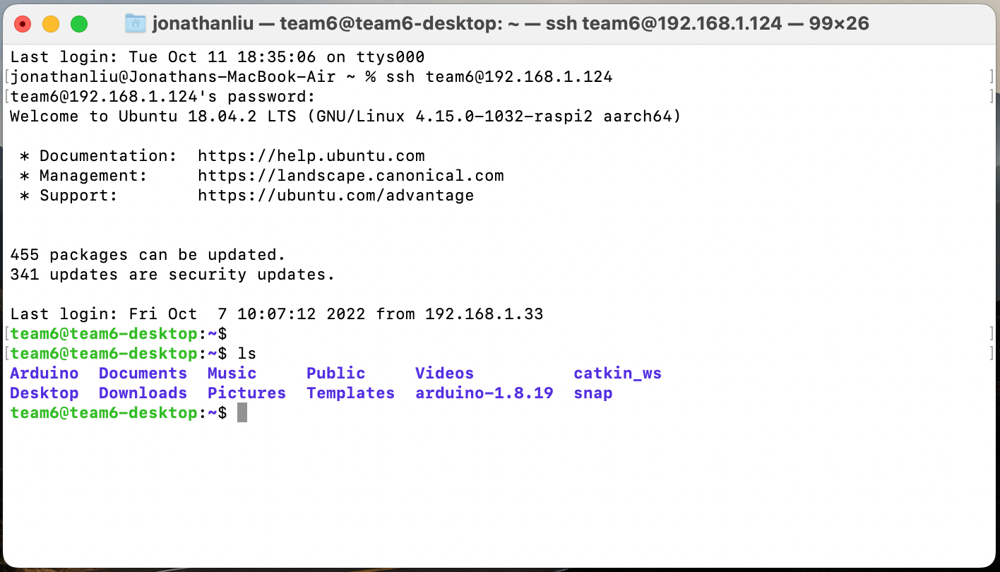 jonathanliu — team6@team6-desktop: ~ — ssh team6@192.168.1.124 — 99×26
Last login: Tue Oct 11 18:35:06 on ttys000
[jonathanliu@Jonathans-MacBook-Air ~ % ssh team6@192.168.1.124 ]
[team6@192.168.1.124's password: ]
Welcome to Ubuntu 18.04.2 LTS (GNU/Linux 4.15.0-1032-raspi2 aarch64)
 * Documentation:  https://help.ubuntu.com
 * Management:     https://landscape.canonical.com
 * Support:        https://ubuntu.com/advantage
455 packages can be updated.
341 updates are security updates.
Last login: Fri Oct  7 10:07:12 2022 from 192.168.1.33
[team6@team6-desktop:~$ ]
[team6@team6-desktop:~$ ls ]
Arduino  Documents  Music     Public     Videos          catkin_ws
Desktop  Downloads  Pictures  Templates  arduino-1.8.19  snap
team6@team6-desktop:~$